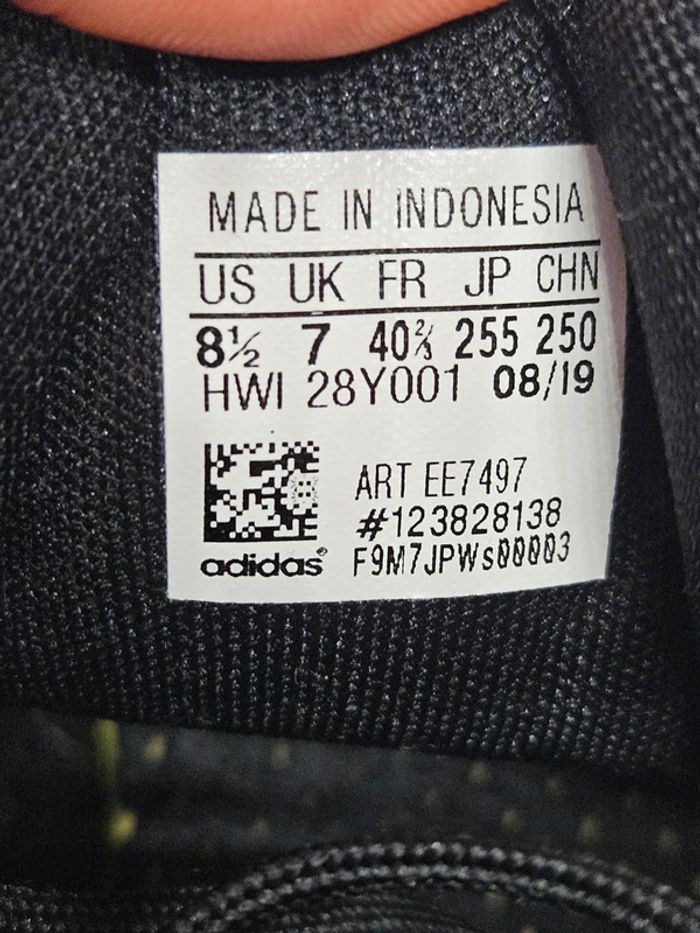 MADE IN INDONESIA
US UK FR JP CHN
8½ 7 40⅔ 255 250
HWI 28Y001 08/19
ART EE7497
#123828138
adidas® F9M7JPWs00003